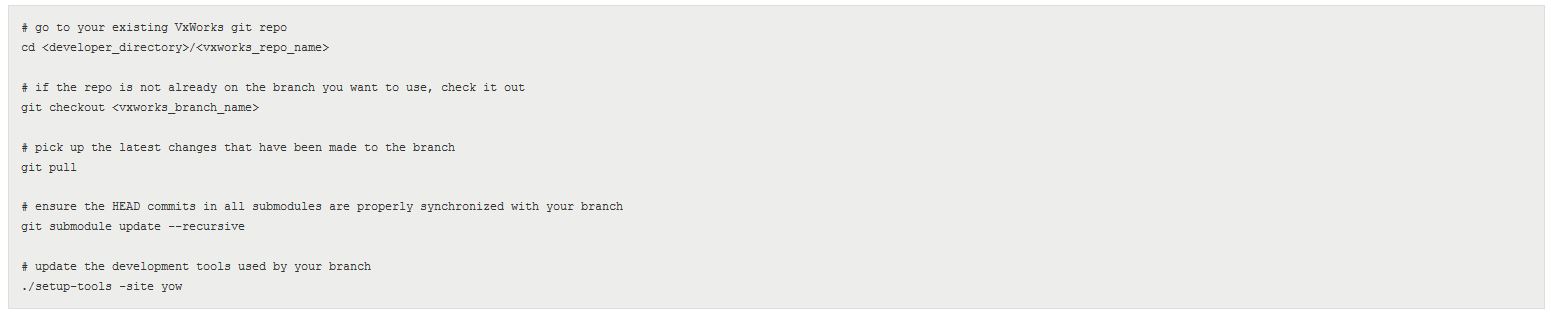 # go to your existing VxWorks git repo
cd <developer_directory>/<vxworks_repo_name>
# if the repo is not already on the branch you want to use, check it out
git checkout <vxworks_branch_name>
# pick up the latest changes that have been made to the branch
git pull
# ensure the HEAD commits in all submodules are properly synchronized with your branch
git submodule update --recursive
# update the development tools used by your branch
./setup-tools -site yow